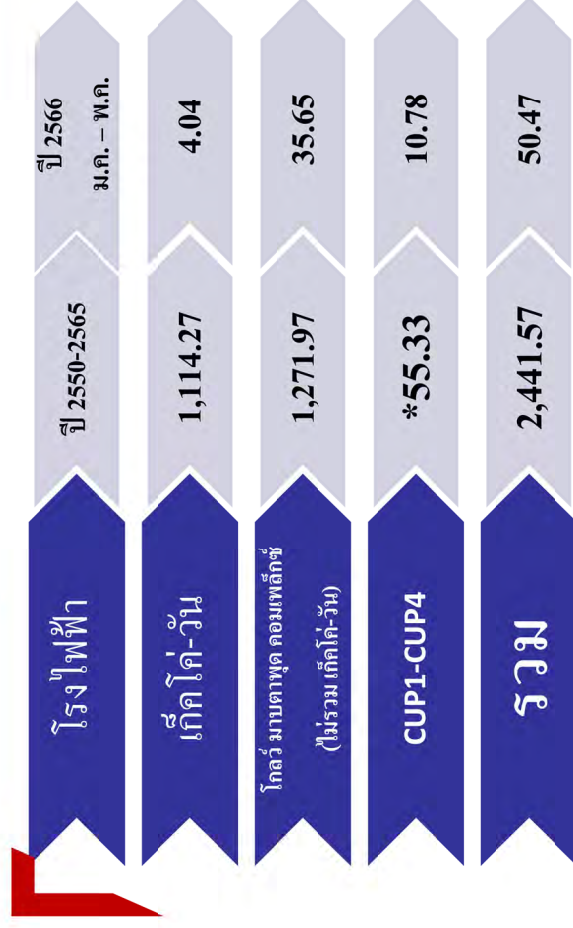 โรงไฟฟ้า
ปี 2550-2565
ปี 2566
ม.ค. – พ.ค.
เก็คโค่-วัน
1,114.27
4.04
โกลว์ มาบตาพุด คอมเพล็กซ์
(ไม่รวม เก็คโค่-วัน)
1,271.97
35.65
CUP1-CUP4
*55.33
10.78
รวม
2,441.57
50.47